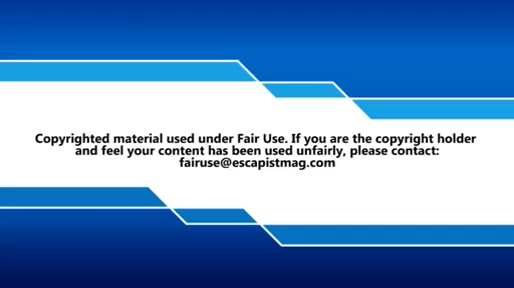 Copyrighted material used under Fair Use. If you are the copyright holder
and feel your content has been used unfairly, please contact:
fairuse@escapistmag.com